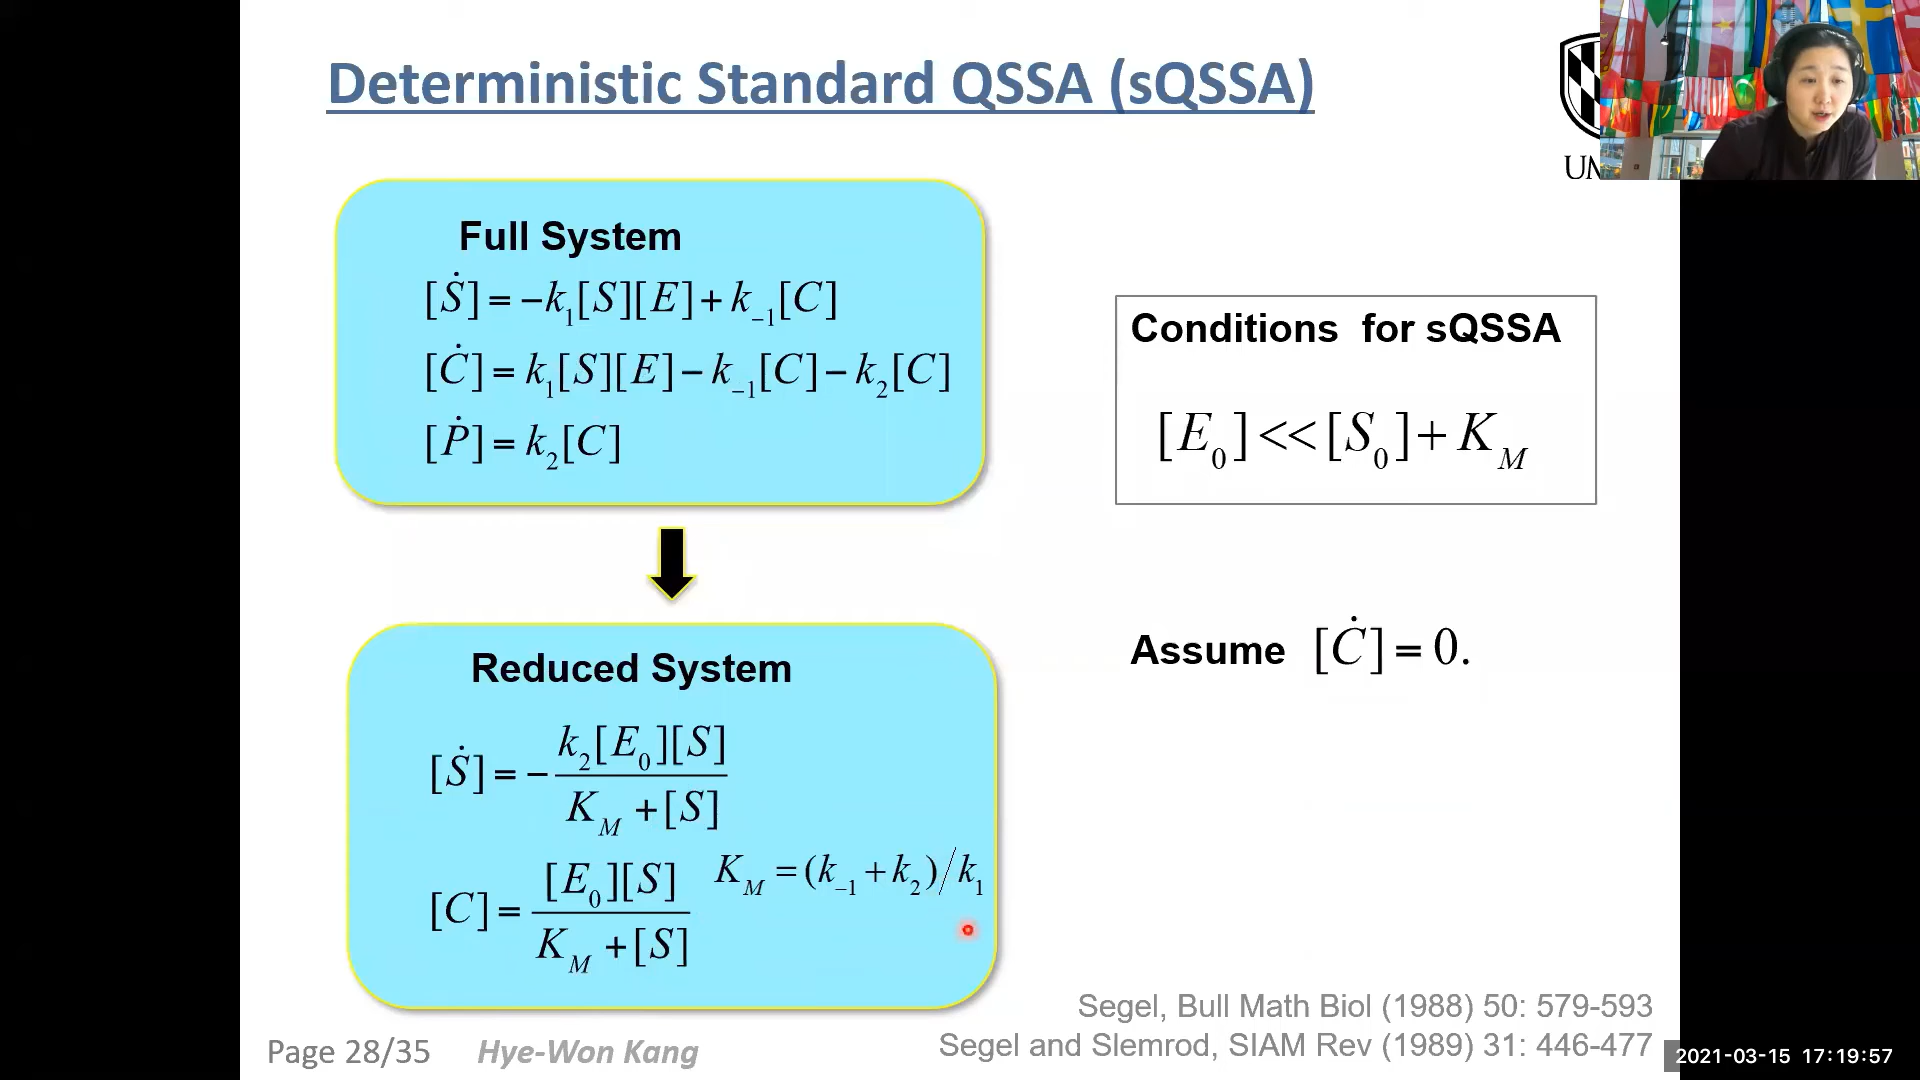 Deterministic Standard QSSA (sQSSA)
Full System
[Ṡ] = −k₁[S][E] + k₋₁[C]
[Ċ] = k₁[S][E] − k₋₁[C] − k₂[C]
[Ṗ] = k₂[C]
Conditions for sQSSA
[E₀] << [S₀] + K_M
Assume [Ċ] = 0.
Reduced System
[Ṡ] = − k₂[E₀][S] / K_M + [S]
[C] = [E₀][S] / K_M + [S]
K_M = (k₋₁ + k₂)/k₁
Segel, Bull Math Biol (1988) 50: 579-593
Segel and Slemrod, SIAM Rev (1989) 31: 446-477
Page 28/35 Hye-Won Kang
2021-03-15 17:19:57